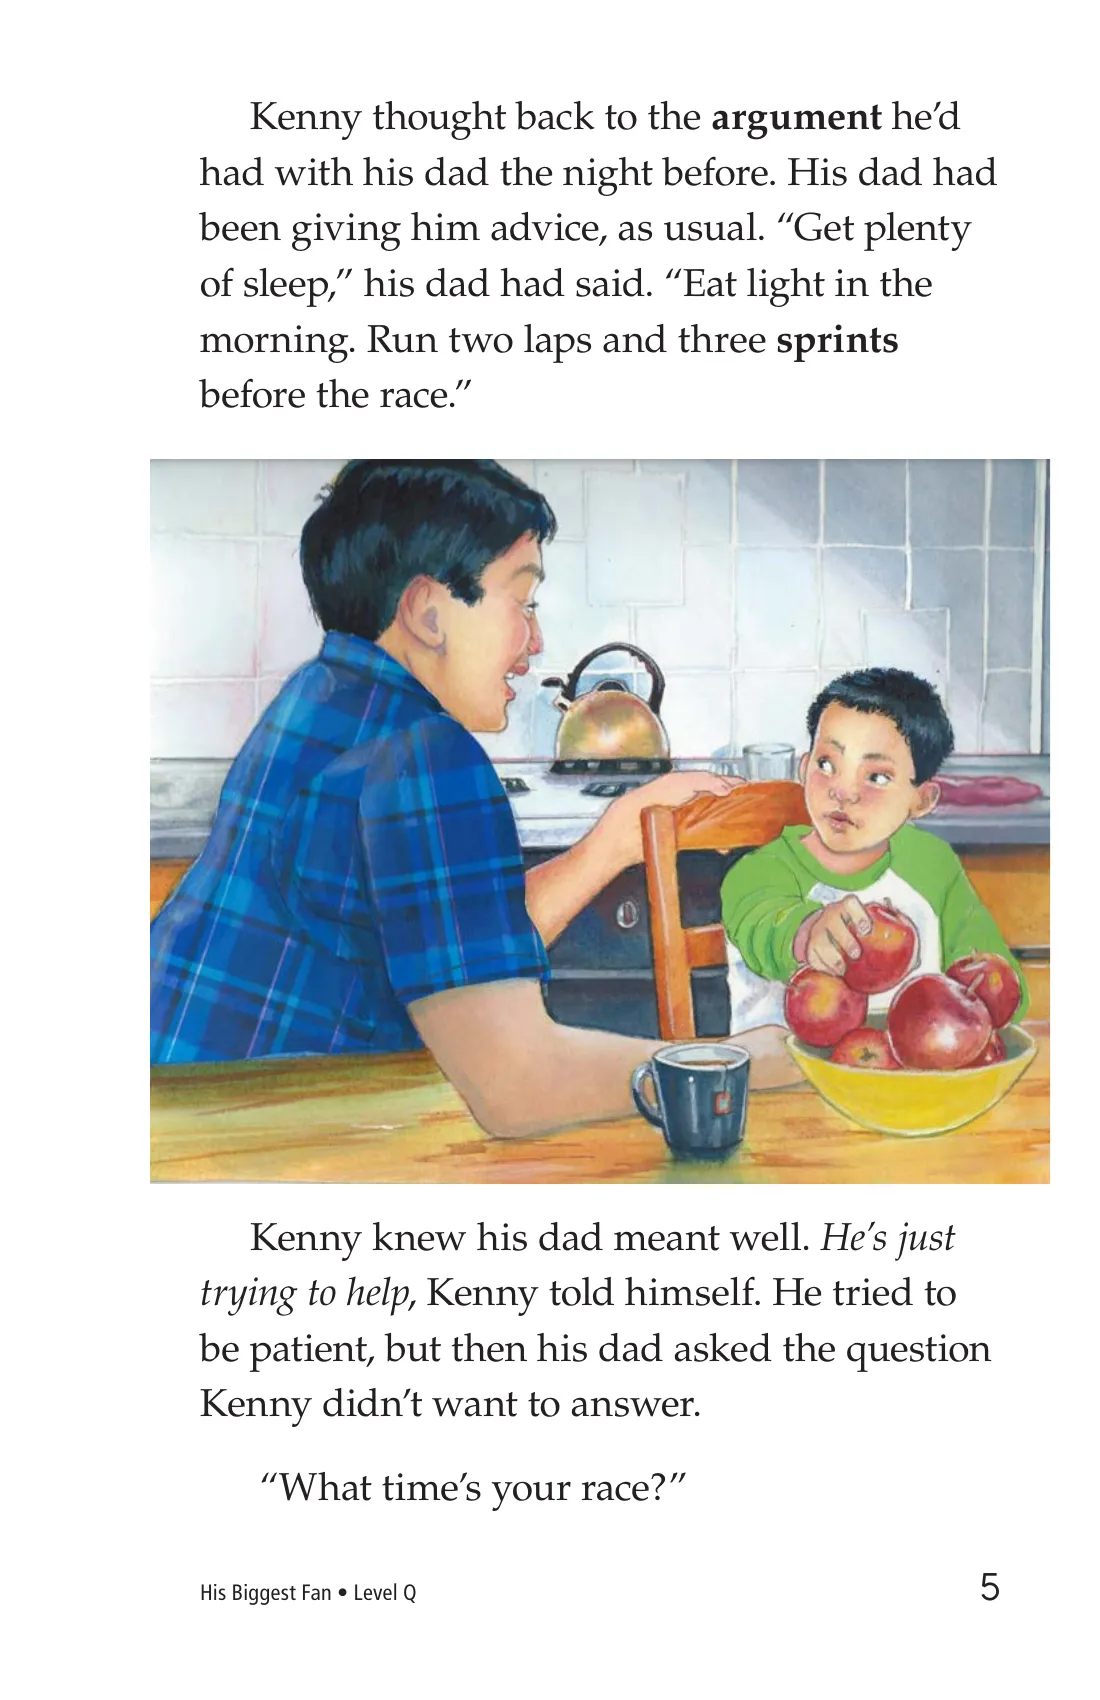 Kenny thought back to the argument he’d
had with his dad the night before. His dad had
been giving him advice, as usual. “Get plenty
of sleep,” his dad had said. “Eat light in the
morning. Run two laps and three sprints
before the race.”
Kenny knew his dad meant well. He’s just
trying to help, Kenny told himself. He tried to
be patient, but then his dad asked the question
Kenny didn’t want to answer.
“What time’s your race?”
His Biggest Fan • Level Q 5